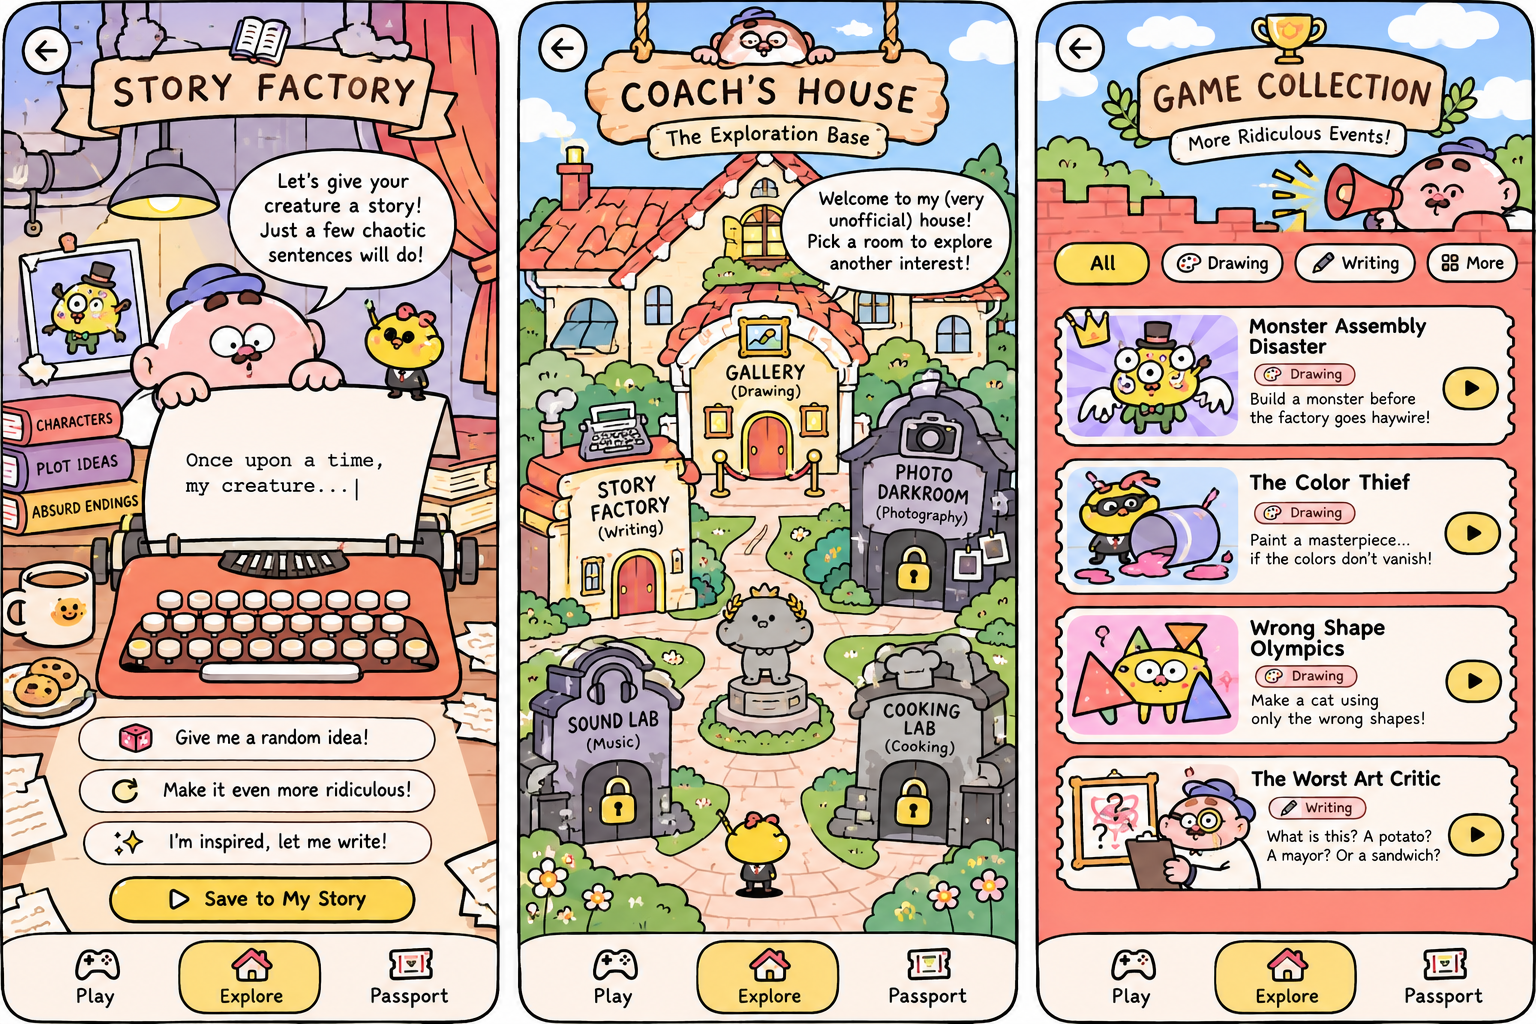 STORY FACTORY
Let's give your
creature a story!
Just a few chaotic
sentences will do!
CHARACTERS
PLOT IDEAS
ABSURD ENDINGS
Once upon a time,
my creature...|
Give me a random idea!
Make it even more ridiculous!
I'm inspired, let me write!
Save to My Story
Play
Explore
Passport
COACH'S HOUSE
The Exploration Base
Welcome to my (very
unofficial) house!
Pick a room to explore
another interest!
GALLERY
(Drawing)
STORY
FACTORY
(Writing)
PHOTO
DARKROOM
(Photography)
SOUND LAB
(Music)
COOKING
LAB
(Cooking)
Play
Explore
Passport
GAME COLLECTION
More Ridiculous Events!
All
Drawing
Writing
More
Monster Assembly
Disaster
Drawing
Build a monster before
the factory goes haywire!
The Color Thief
Drawing
Paint a masterpiece...
if the colors don't vanish!
Wrong Shape
Olympics
Drawing
Make a cat using
only the wrong shapes!
The Worst Art Critic
Writing
? ?
What is this? A potato?
A mayor? Or a sandwich?
Play
Explore
Passport